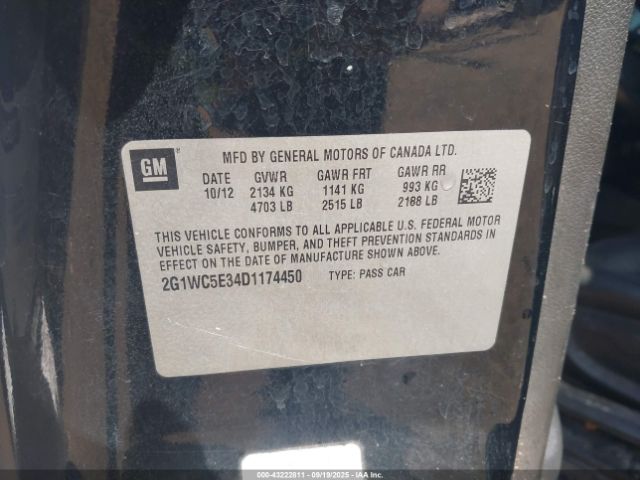 GM
MFD BY GENERAL MOTORS OF CANADA LTD.
DATE GVWR GAWR FRT GAWR RR
10/12 2134 KG 1141 KG 993 KG
4703 LB 2515 LB 2188 LB
THIS VEHICLE CONFORMS TO ALL APPLICABLE U.S. FEDERAL MOTOR
VEHICLE SAFETY, BUMPER, AND THEFT PREVENTION STANDARDS IN
EFFECT ON THE DATE OF MANUFACTURE SHOWN ABOVE.
2G1WC5E34D1174450 TYPE: PASS CAR
000-43222611 - 09/19/2025 - IAA Inc.